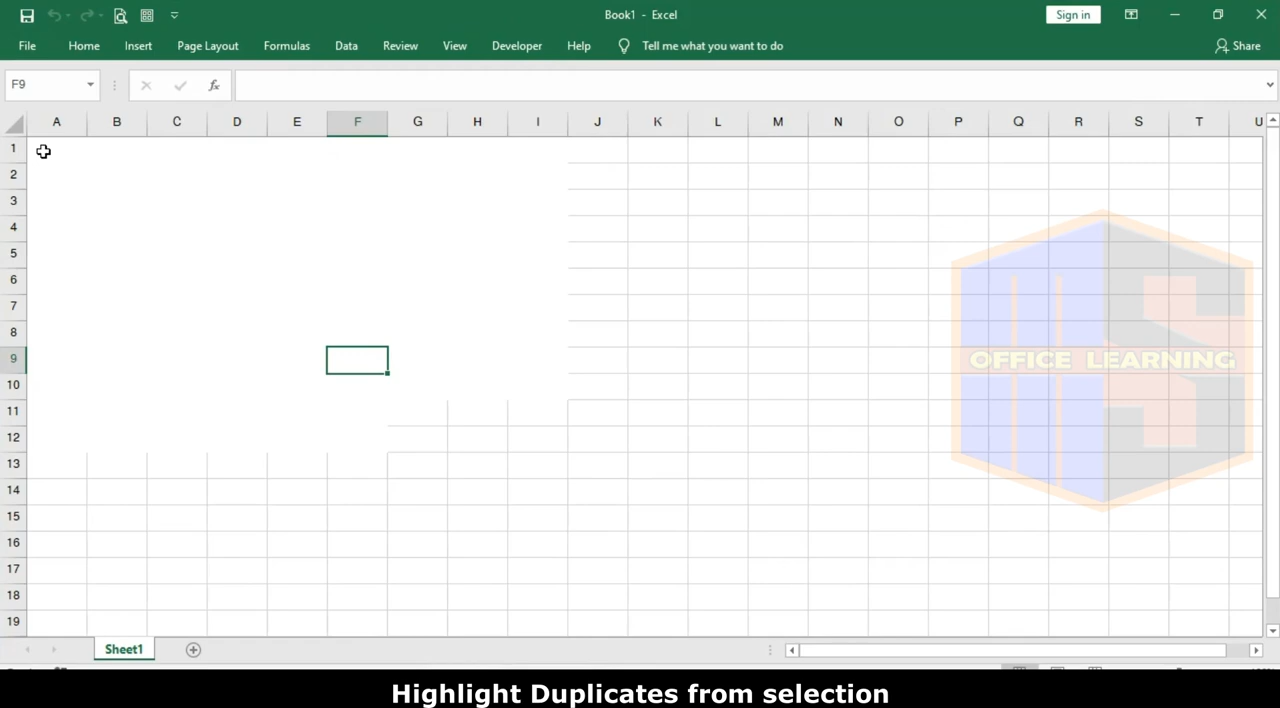 Book1 - Excel
Sign in
File Home Insert Page Layout Formulas Data Review View Developer Help Tell me what you want to do Share
F9 fx
A B C D E F G H I J K L M N O P Q R S T U
1
2
3
4
5
6
7
8
9
OFFICE LEARNING
10
11
12
13
14
15
16
17
18
19
Sheet1
Highlight Duplicates from selection